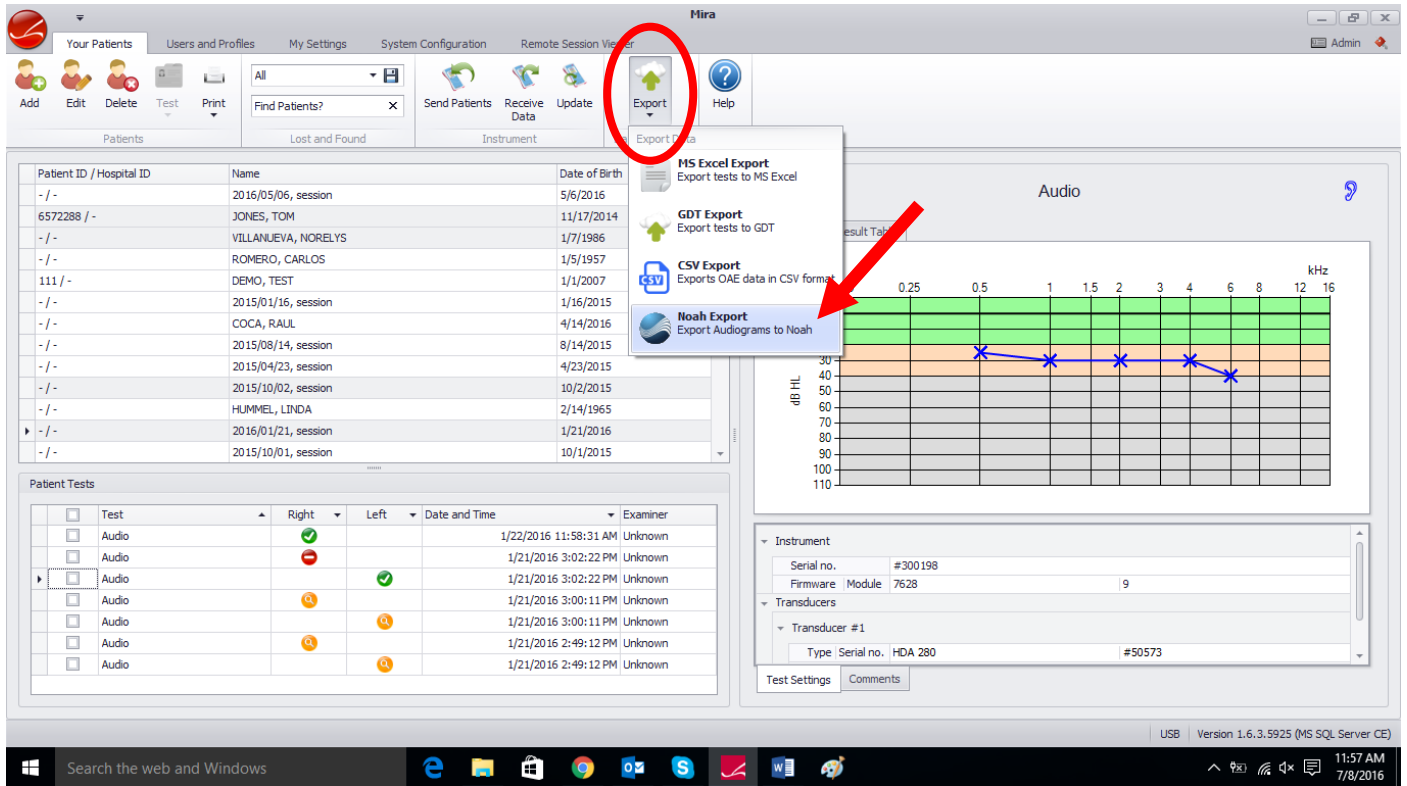 Mira
Your Patients Users and Profiles My Settings System Configuration Remote Session Viewer Admin
All
Find Patients?
Add Edit Delete Test Print Send Patients Receive Data Update Export Help
Patients Lost and Found Instrument Export Data
MS Excel Export
Export tests to MS Excel
GDT Export
Export tests to GDT
CSV Export
Exports OAE data in CSV format
Noah Export
Export Audiograms to Noah
Patient ID / Hospital ID Name Date of Birth
- / - 2016/05/06, session 5/6/2016
6572288 / - JONES, TOM 11/17/2014
- / - VILLANUEVA, NORELYS 1/7/1986
- / - ROMERO, CARLOS 1/5/1957
111 / - DEMO, TEST 1/1/2007
- / - 2015/01/16, session 1/16/2015
- / - COCA, RAUL 4/14/2016
- / - 2015/08/14, session 8/14/2015
- / - 2015/04/23, session 4/23/2015
- / - 2015/10/02, session 10/2/2015
- / - HUMMEL, LINDA 2/14/1965
- / - 2016/01/21, session 1/21/2016
- / - 2015/10/01, session 10/1/2015
Patient Tests
Test Right Left Date and Time Examiner
Audio 1/22/2016 11:58:31 AM Unknown
Audio 1/21/2016 3:02:22 PM Unknown
Audio 1/21/2016 3:02:22 PM Unknown
Audio 1/21/2016 3:00:11 PM Unknown
Audio 1/21/2016 3:00:11 PM Unknown
Audio 1/21/2016 2:49:12 PM Unknown
Audio 1/21/2016 2:49:12 PM Unknown
Audio
kHz
0.25 0.5 1 1.5 2 3 4 6 8 12 16
30
40
50
60
70
80
90
100
110
dB HL
Instrument
Serial no. #300198
Firmware Module 7628 9
Transducers
Transducer #1
Type Serial no. HDA 280 #50573
Test Settings Comments
USB Version 1.6.3.5925 (MS SQL Server CE)
Search the web and Windows
11:57 AM
7/8/2016